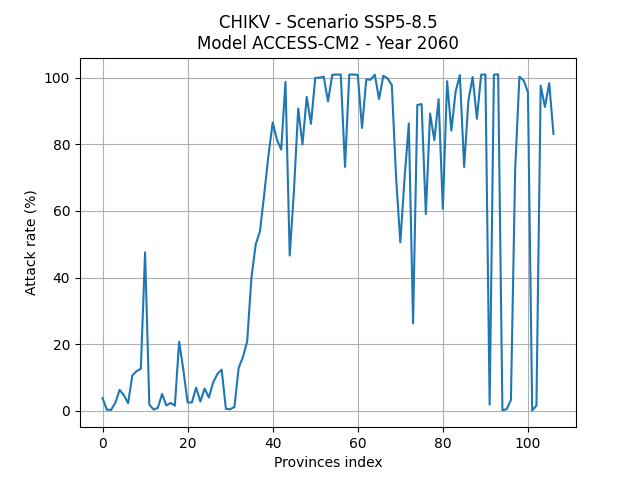 CHIKV - Scenario SSP5-8.5
Model ACCESS-CM2 - Year 2060
100
80
60
40
20
0
Attack rate (%)
0 20 40 60 80 100
Provinces index